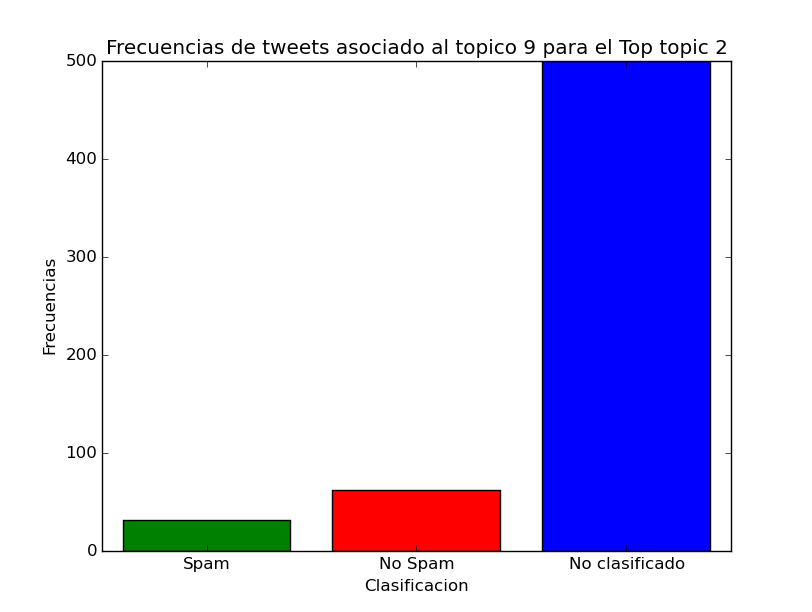 Frecuencias de tweets asociado al topico 9 para el Top topic 2
500
400
300
200
100
0
Frecuencias
Spam
No Spam
No clasificado
Clasificacion